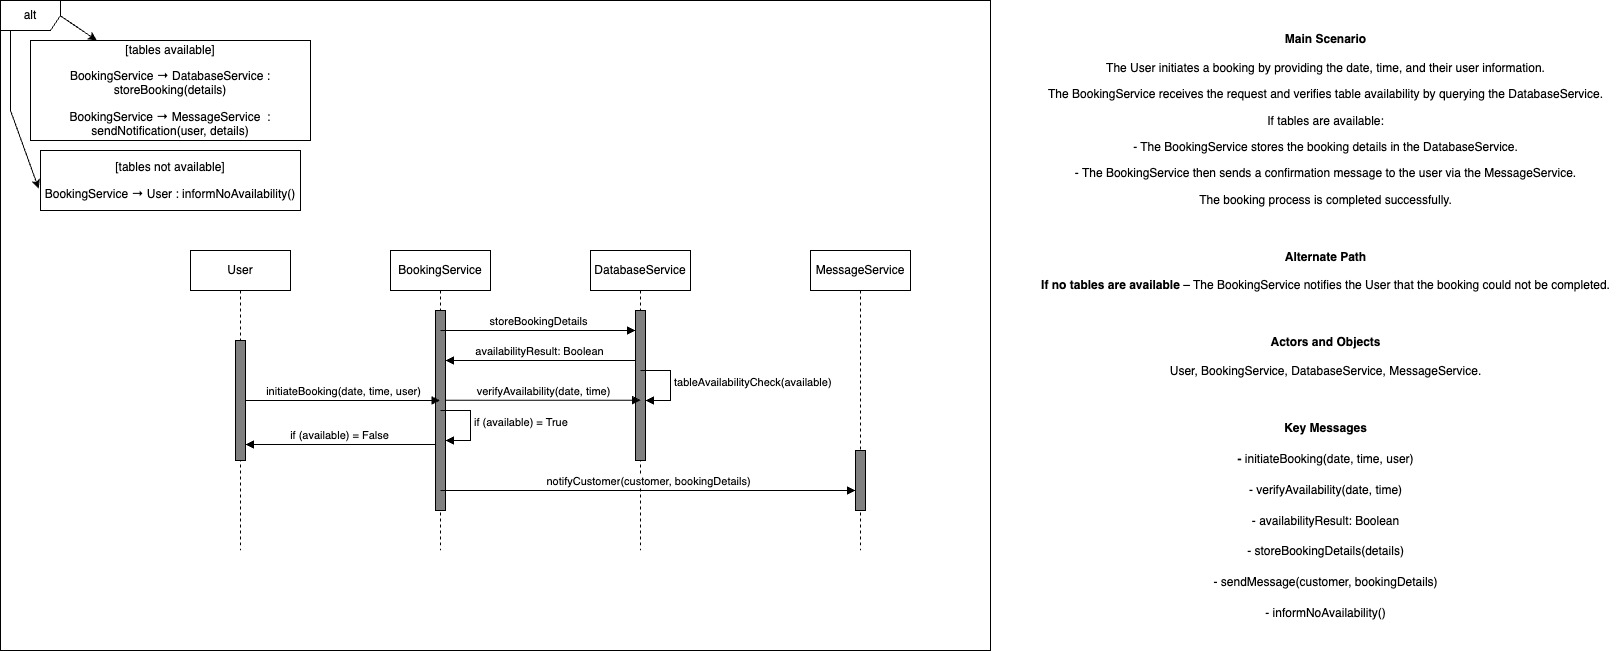 alt
[tables available]
BookingService → DatabaseService :
storeBooking(details)
BookingService → MessageService :
sendNotification(user, details)
[tables not available]
BookingService → User : informNoAvailability()
User
BookingService
DatabaseService
MessageService
storeBookingDetails
availabilityResult: Boolean
tableAvailabilityCheck(available)
initiateBooking(date, time, user)
verifyAvailability(date, time)
if (available) = True
if (available) = False
notifyCustomer(customer, bookingDetails)
Main Scenario
The User initiates a booking by providing the date, time, and their user information.
The BookingService receives the request and verifies table availability by querying the DatabaseService.
If tables are available:
- The BookingService stores the booking details in the DatabaseService.
- The BookingService then sends a confirmation message to the user via the MessageService.
The booking process is completed successfully.
Alternate Path
If no tables are available – The BookingService notifies the User that the booking could not be completed.
Actors and Objects
User, BookingService, DatabaseService, MessageService.
Key Messages
- initiateBooking(date, time, user)
- verifyAvailability(date, time)
- availabilityResult: Boolean
- storeBookingDetails(details)
- sendMessage(customer, bookingDetails)
- informNoAvailability()